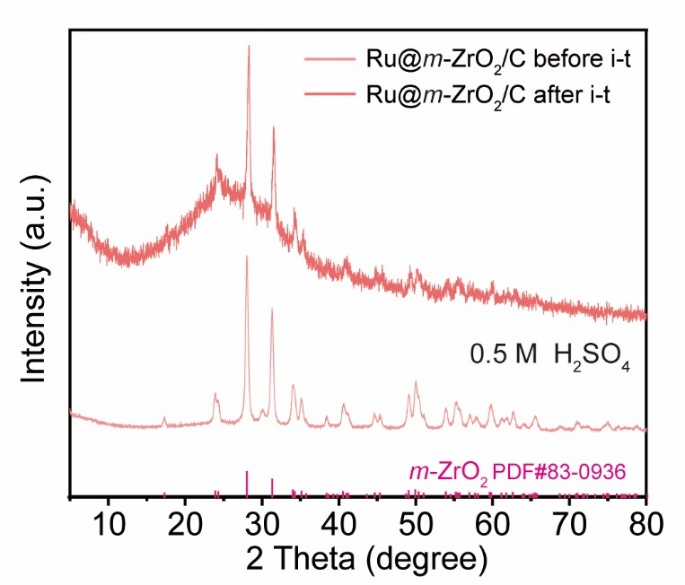 Ru@m-ZrO₂/C before i-t
Ru@m-ZrO₂/C after i-t
Intensity (a.u.)
0.5 M H₂SO₄
m-ZrO₂ PDF#83-0936
10 20 30 40 50 60 70 80
2 Theta (degree)